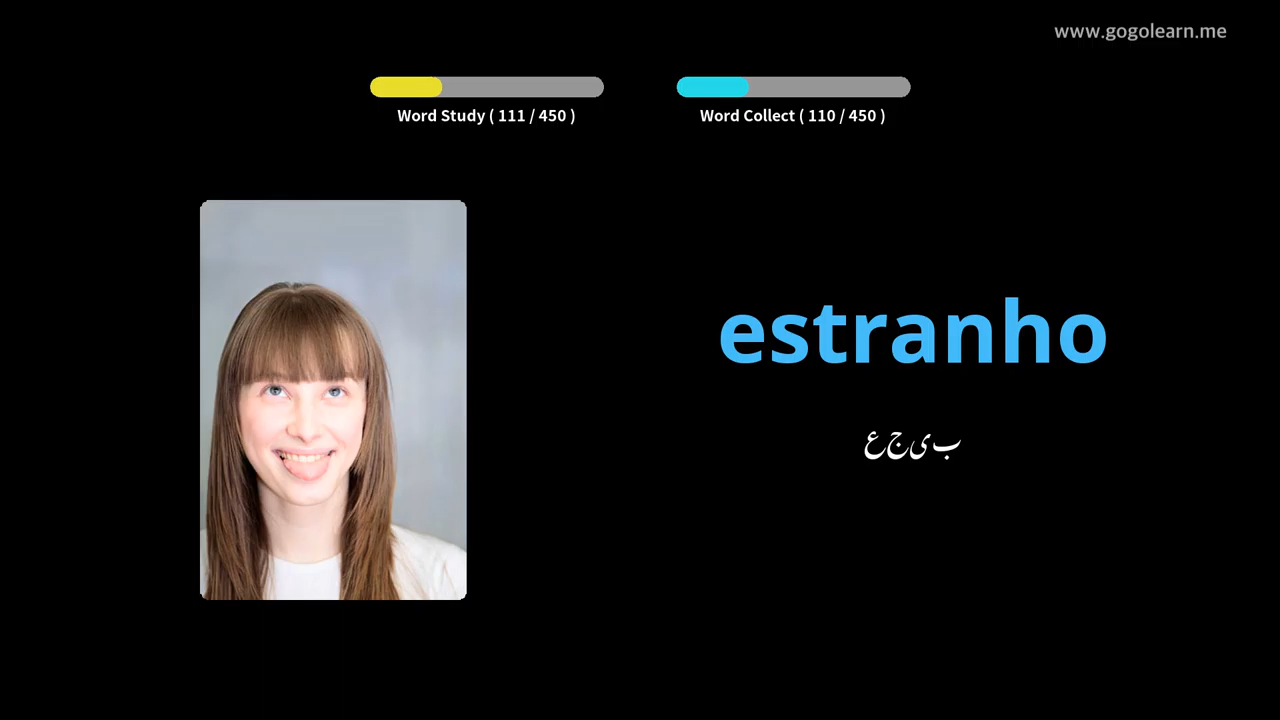 www.gogolearn.me
Word Study ( 111 / 450 )
Word Collect ( 110 / 450 )
estranho
عجیب